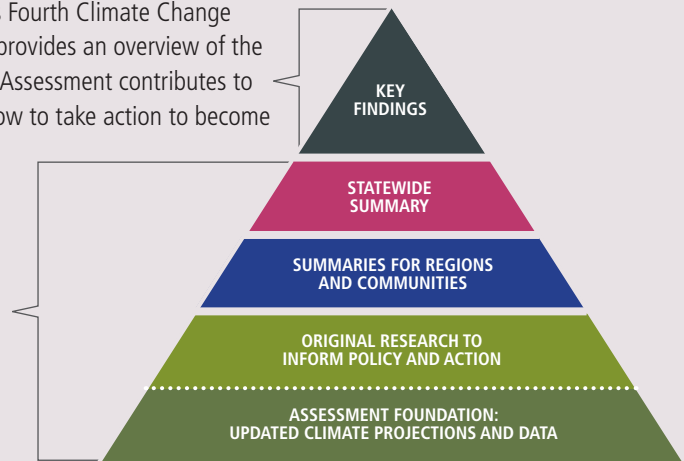 Fourth Climate Change
provides an overview of the
Assessment contributes to
how to take action to become
KEY
FINDINGS
STATEWIDE
SUMMARY
SUMMARIES FOR REGIONS
AND COMMUNITIES
ORIGINAL RESEARCH TO
INFORM POLICY AND ACTION
ASSESSMENT FOUNDATION:
UPDATED CLIMATE PROJECTIONS AND DATA